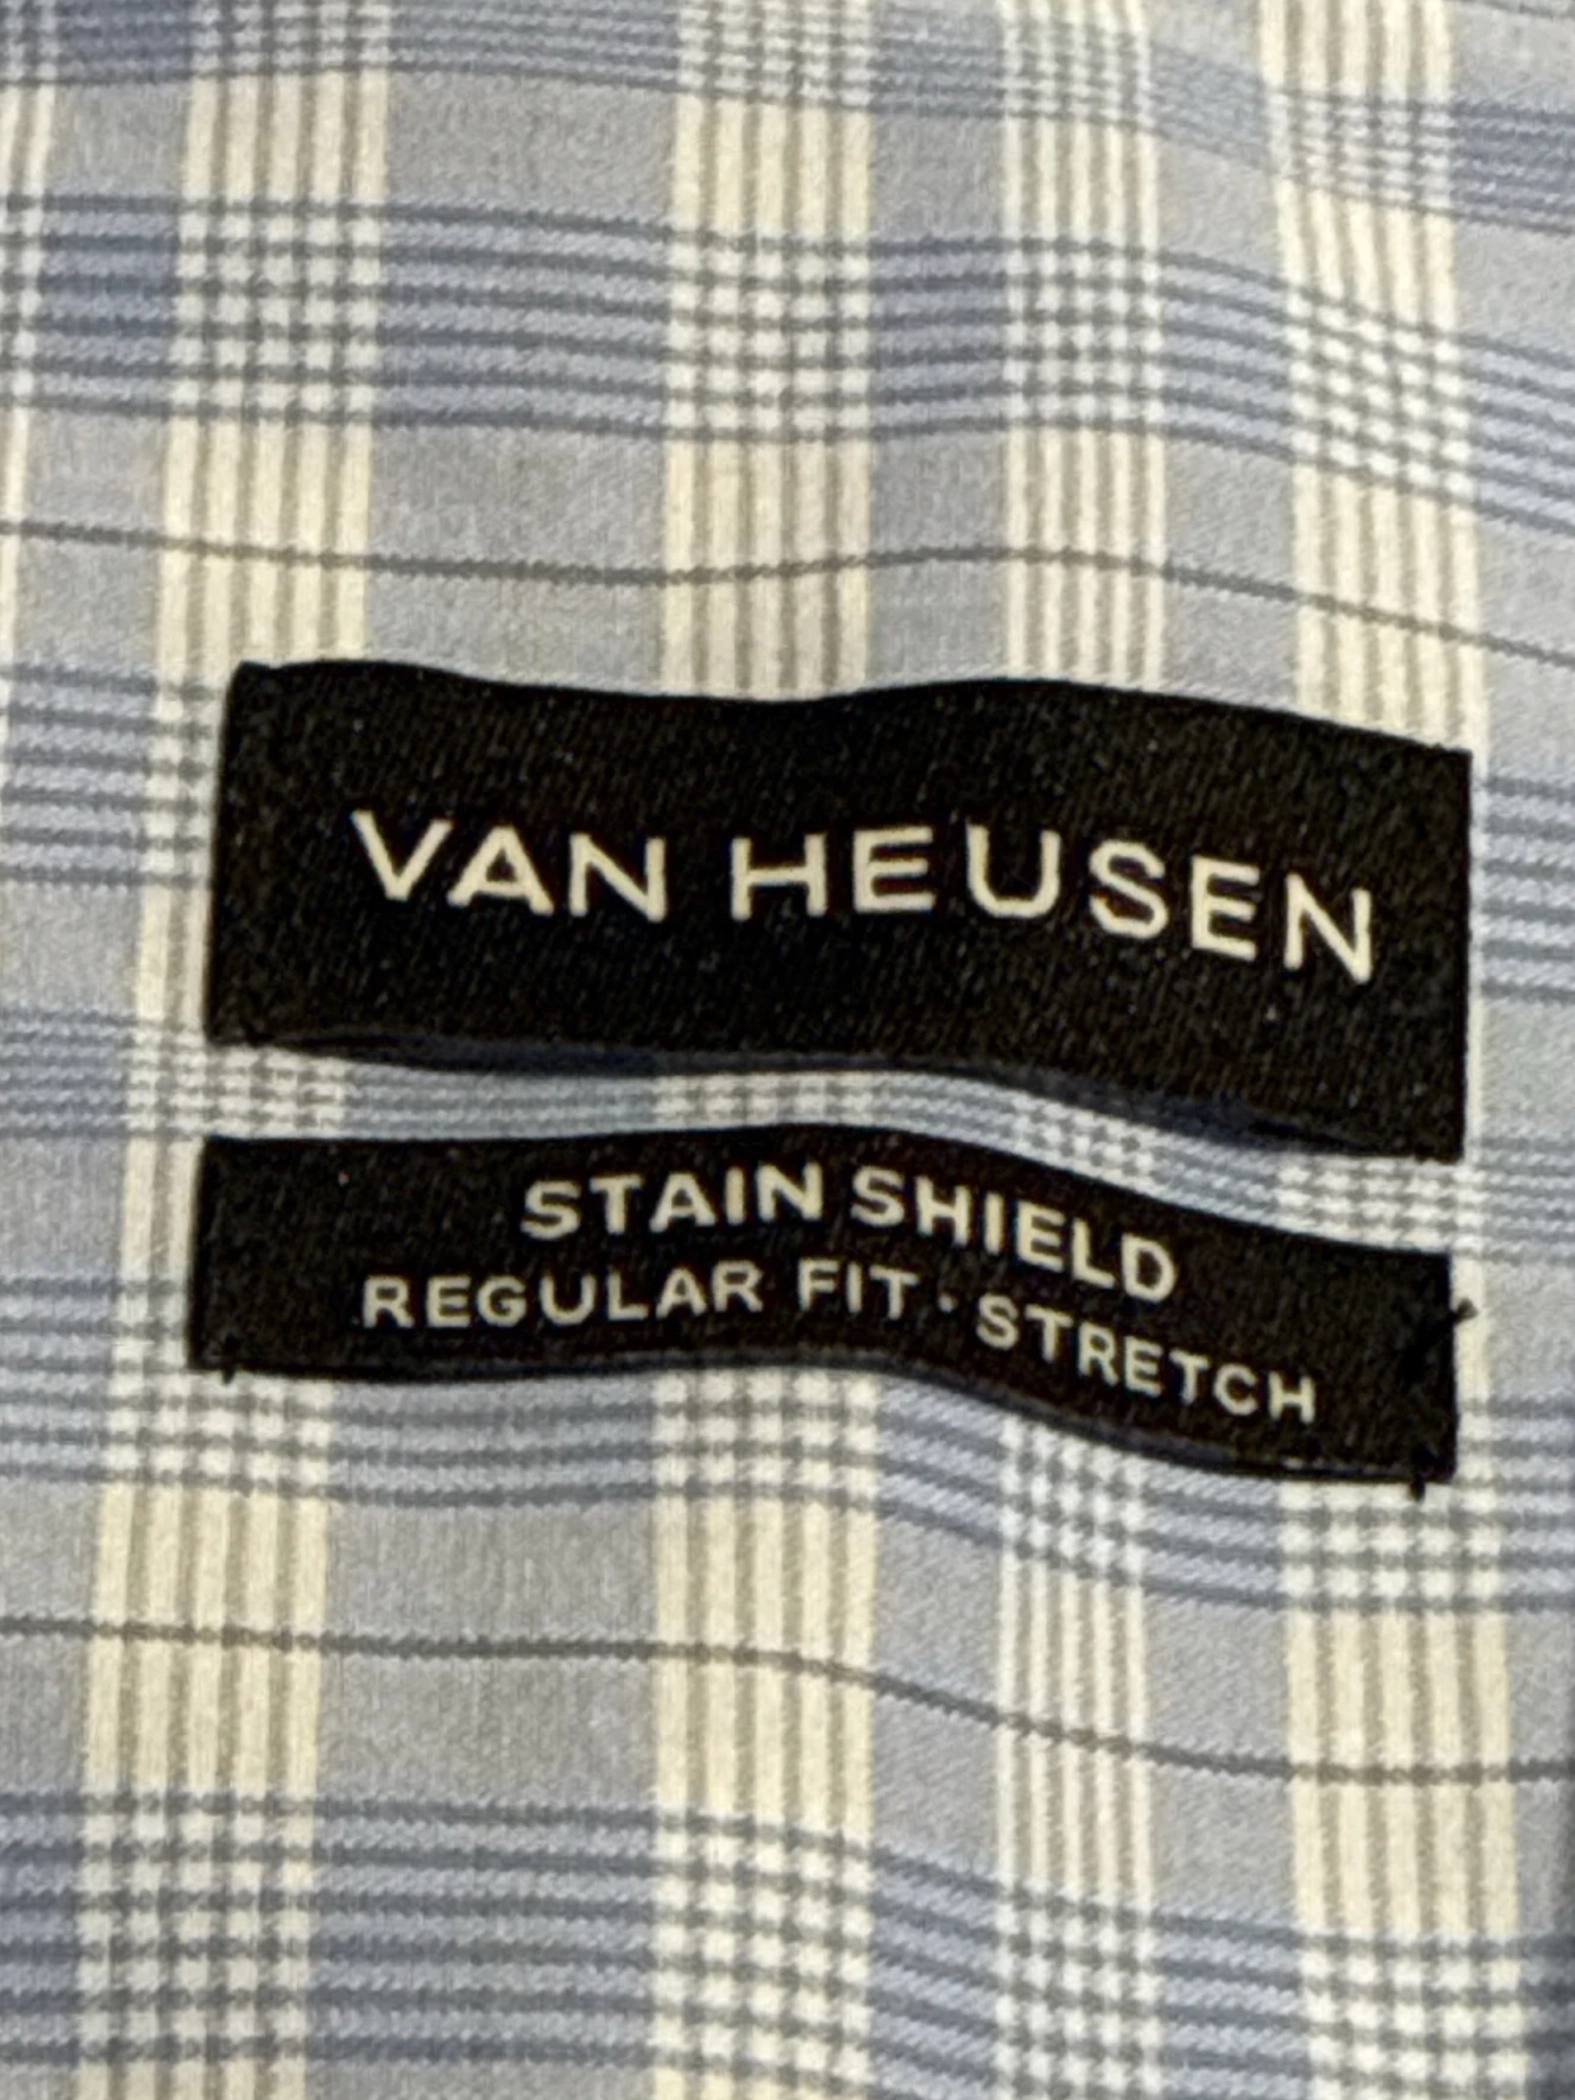 VAN HEUSEN
STAIN SHIELD
REGULAR FIT · STRETCH